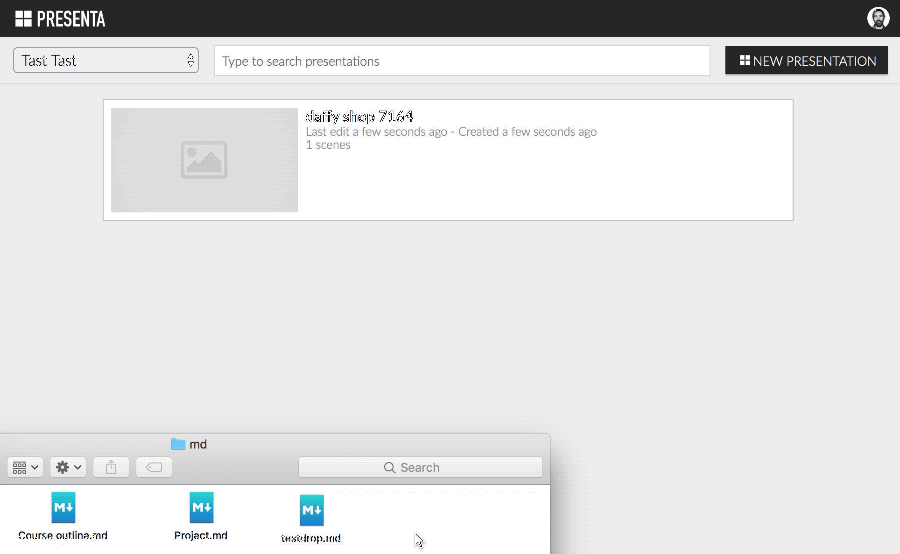 PRESENTA
Tast Tast
Type to search presentations
NEW PRESENTATION
daffy shop 7164
Last edit a few seconds ago - Created a few seconds ago
1 scenes
md
Search
M↓
M↓
M↓
Course outline.md
Project.md
testdrop.md